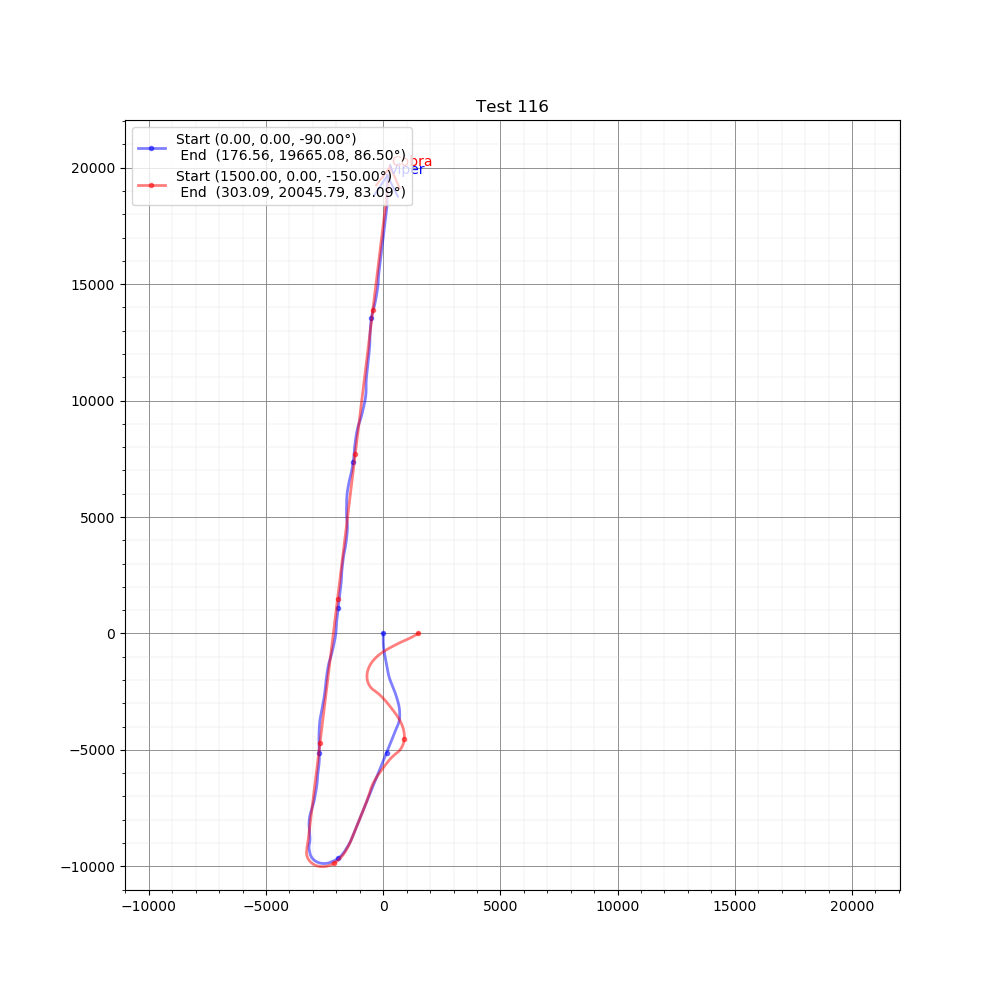 Test 116
Start (0.00, 0.00, -90.00°)
End (176.56, 19665.08, 86.50°)
Start (1500.00, 0.00, -150.00°)
End (303.09, 20045.79, 83.09°)
Cobra
Viper
20000
15000
10000
5000
0
−5000
−10000
−10000 −5000 0 5000 10000 15000 20000